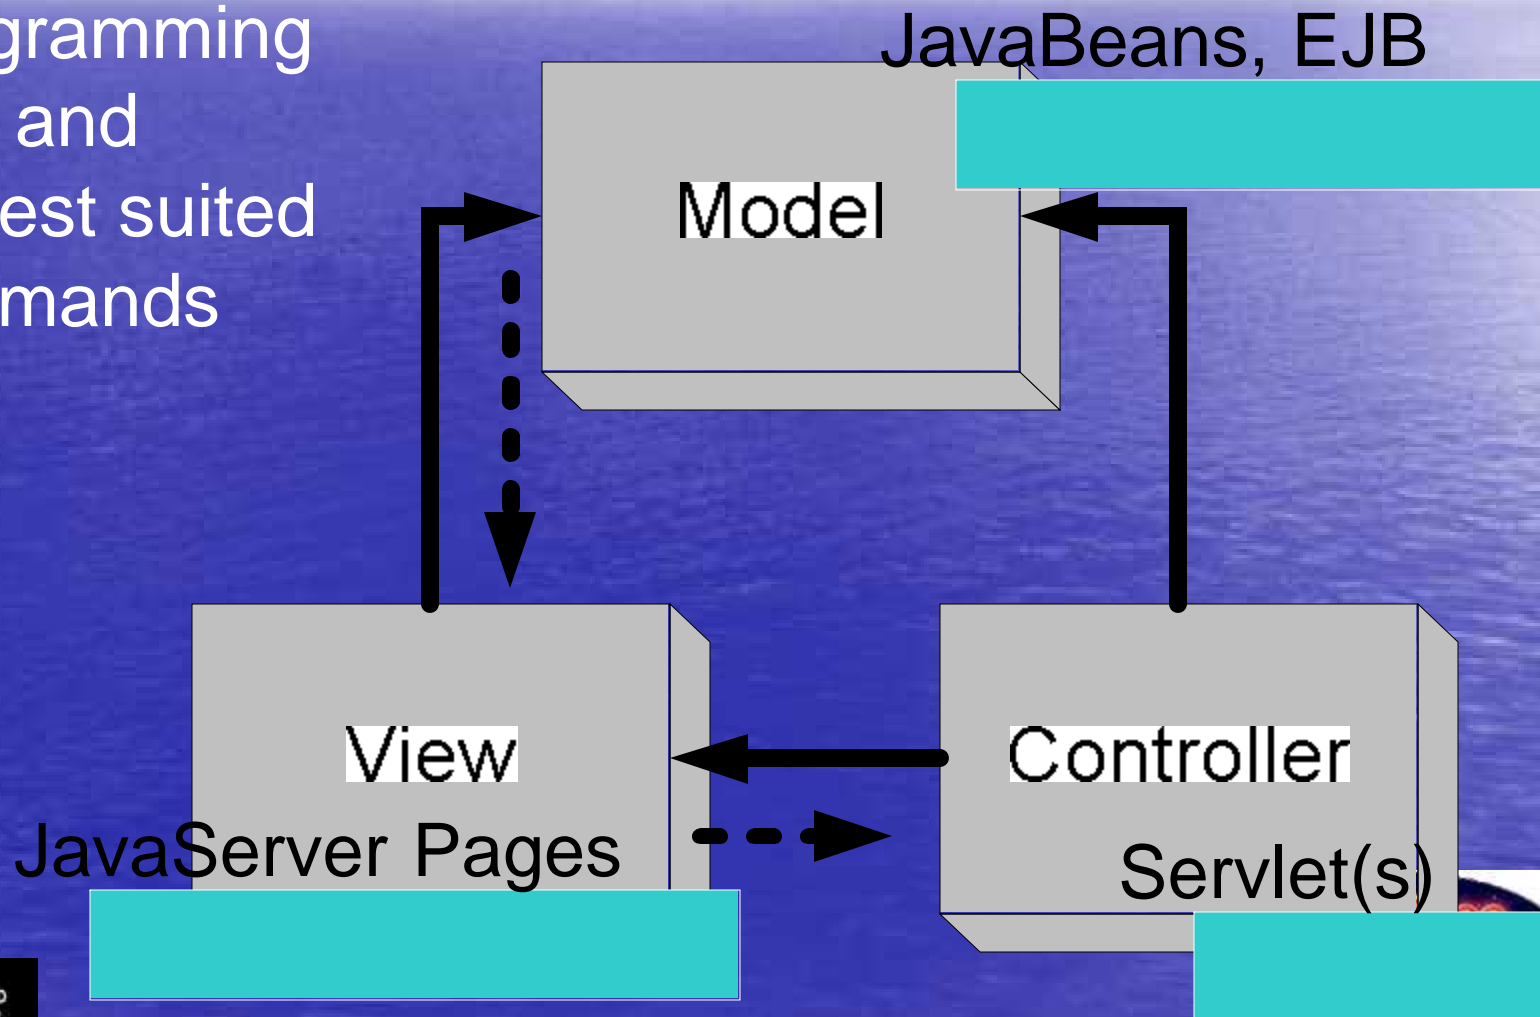 gramming
and
est suited
mands
JavaBeans, EJB
Model
View
Controller
JavaServer Pages
Servlet(s)